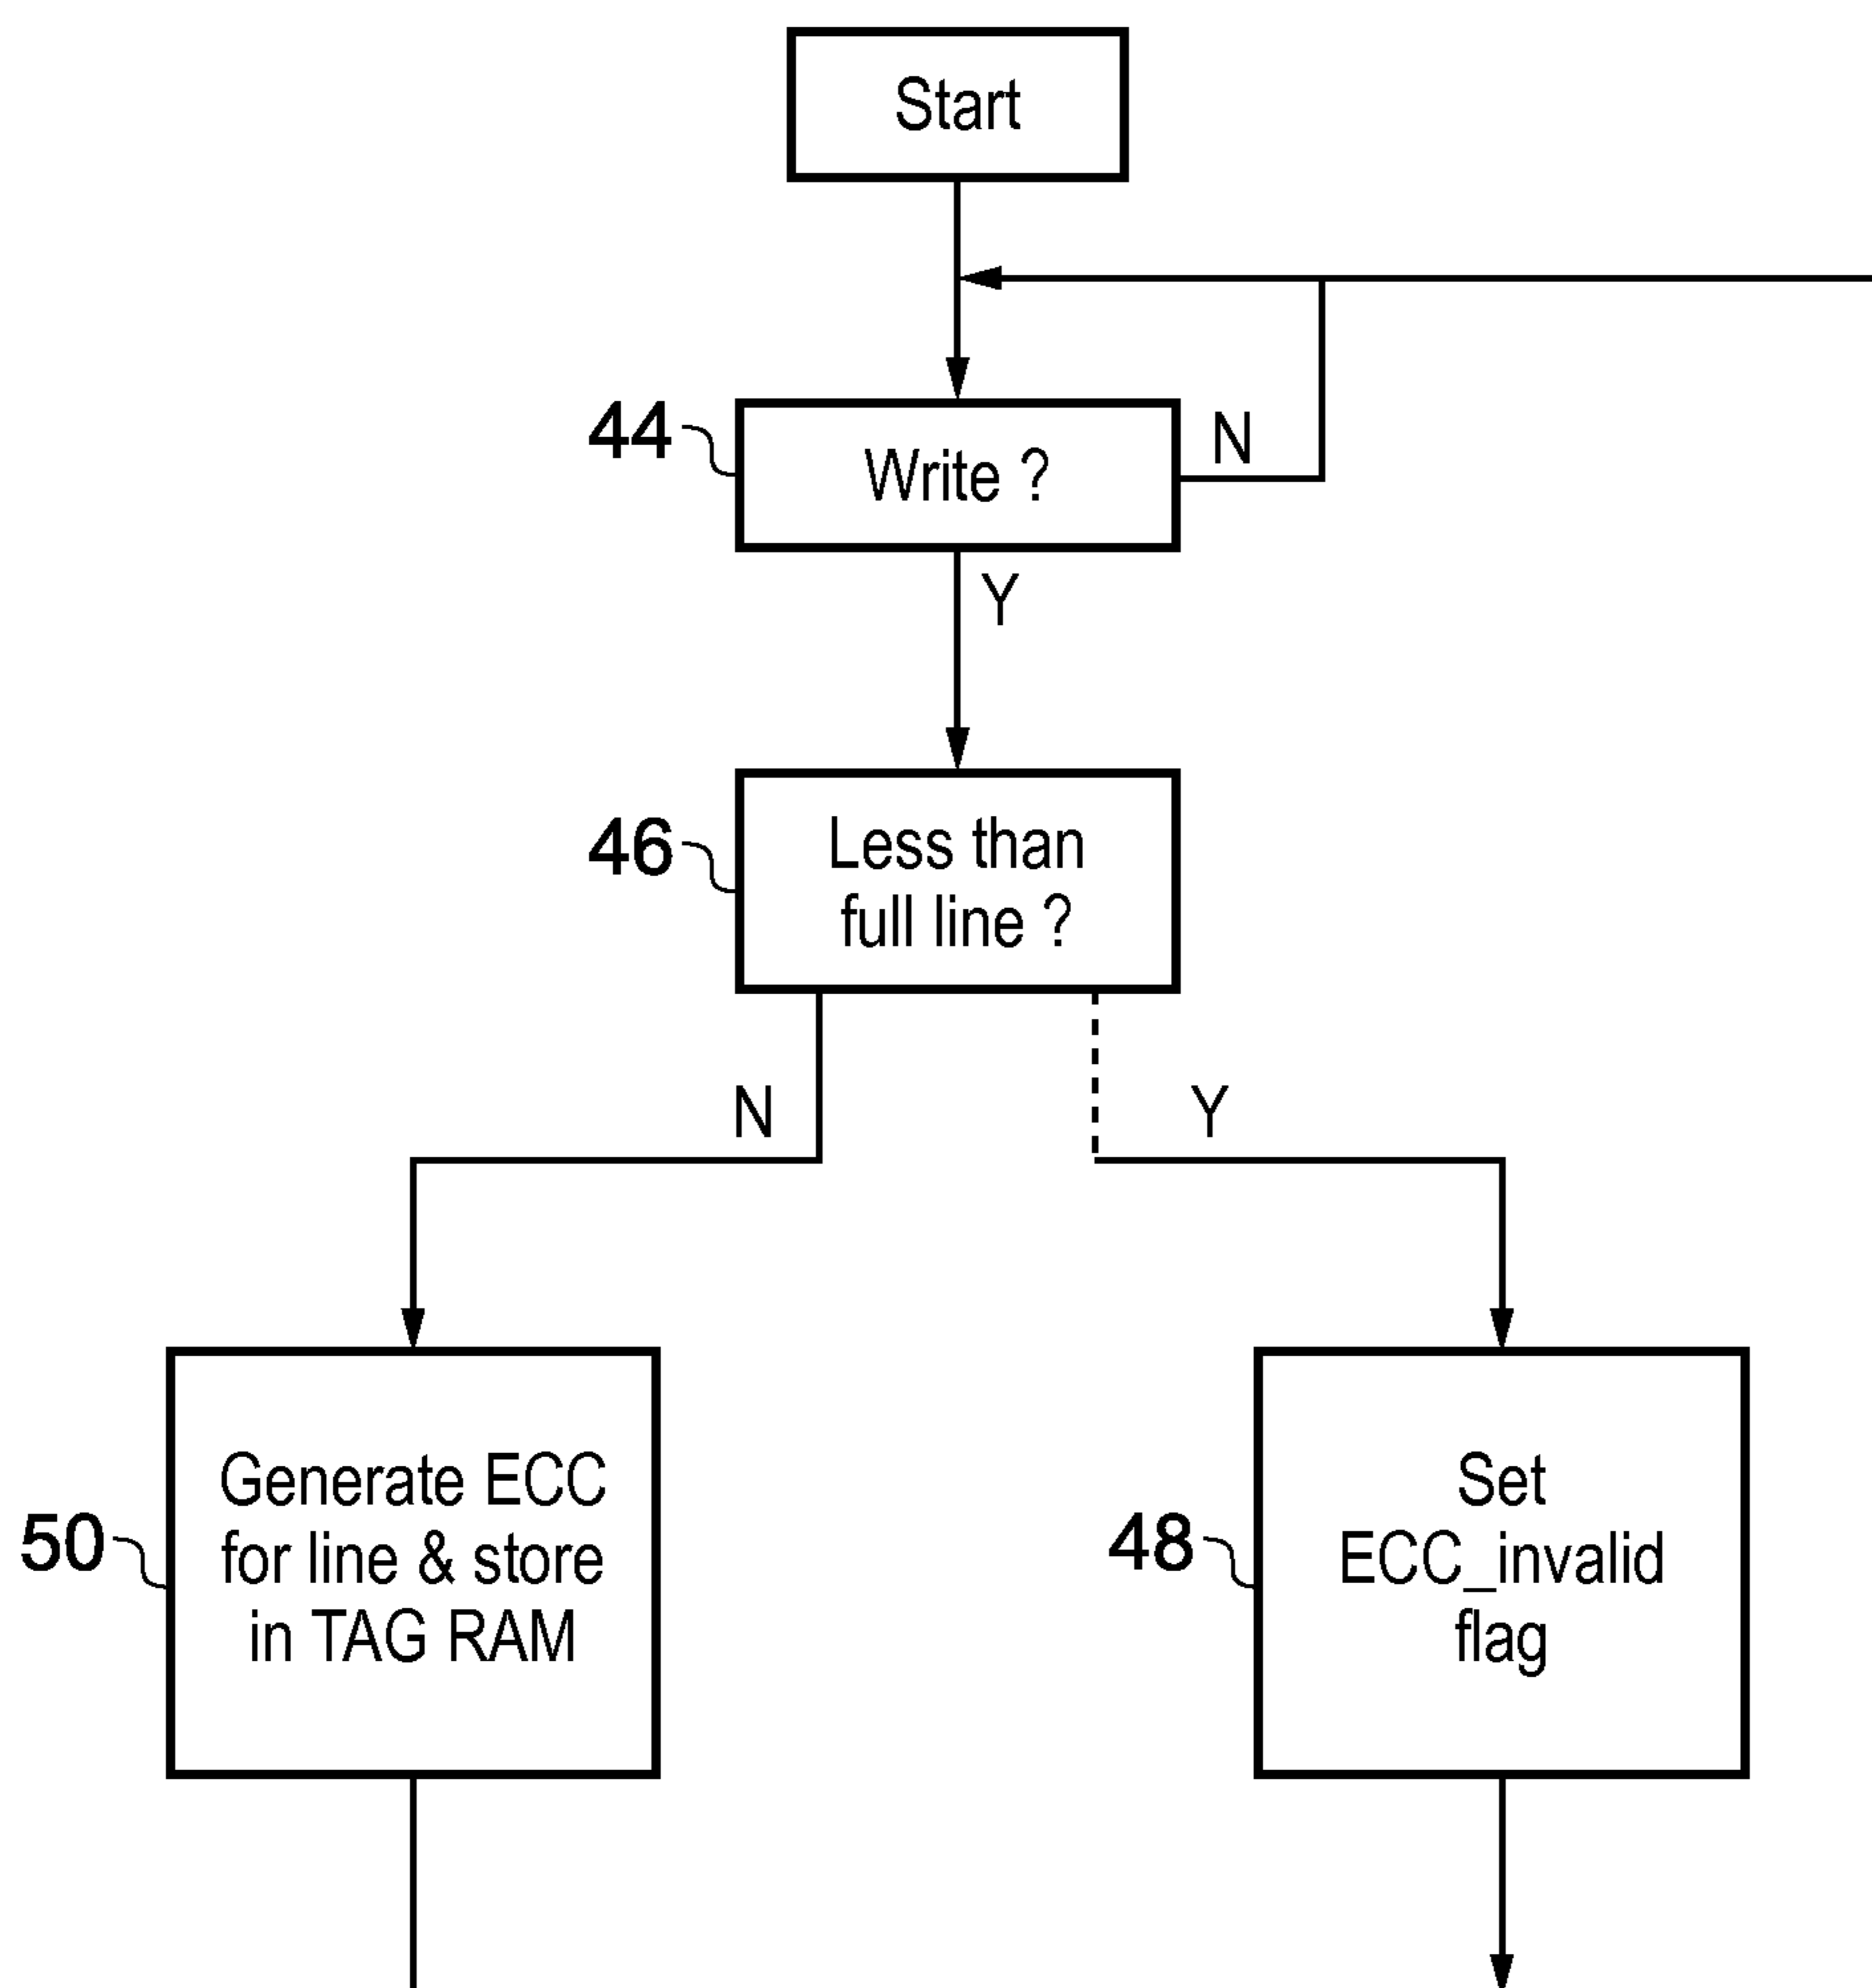 Start
44
Write ?
N
Y
46
Less than
full line ?
N
Y
50
Generate ECC
for line & store
in TAG RAM
48
Set
ECC_invalid
flag